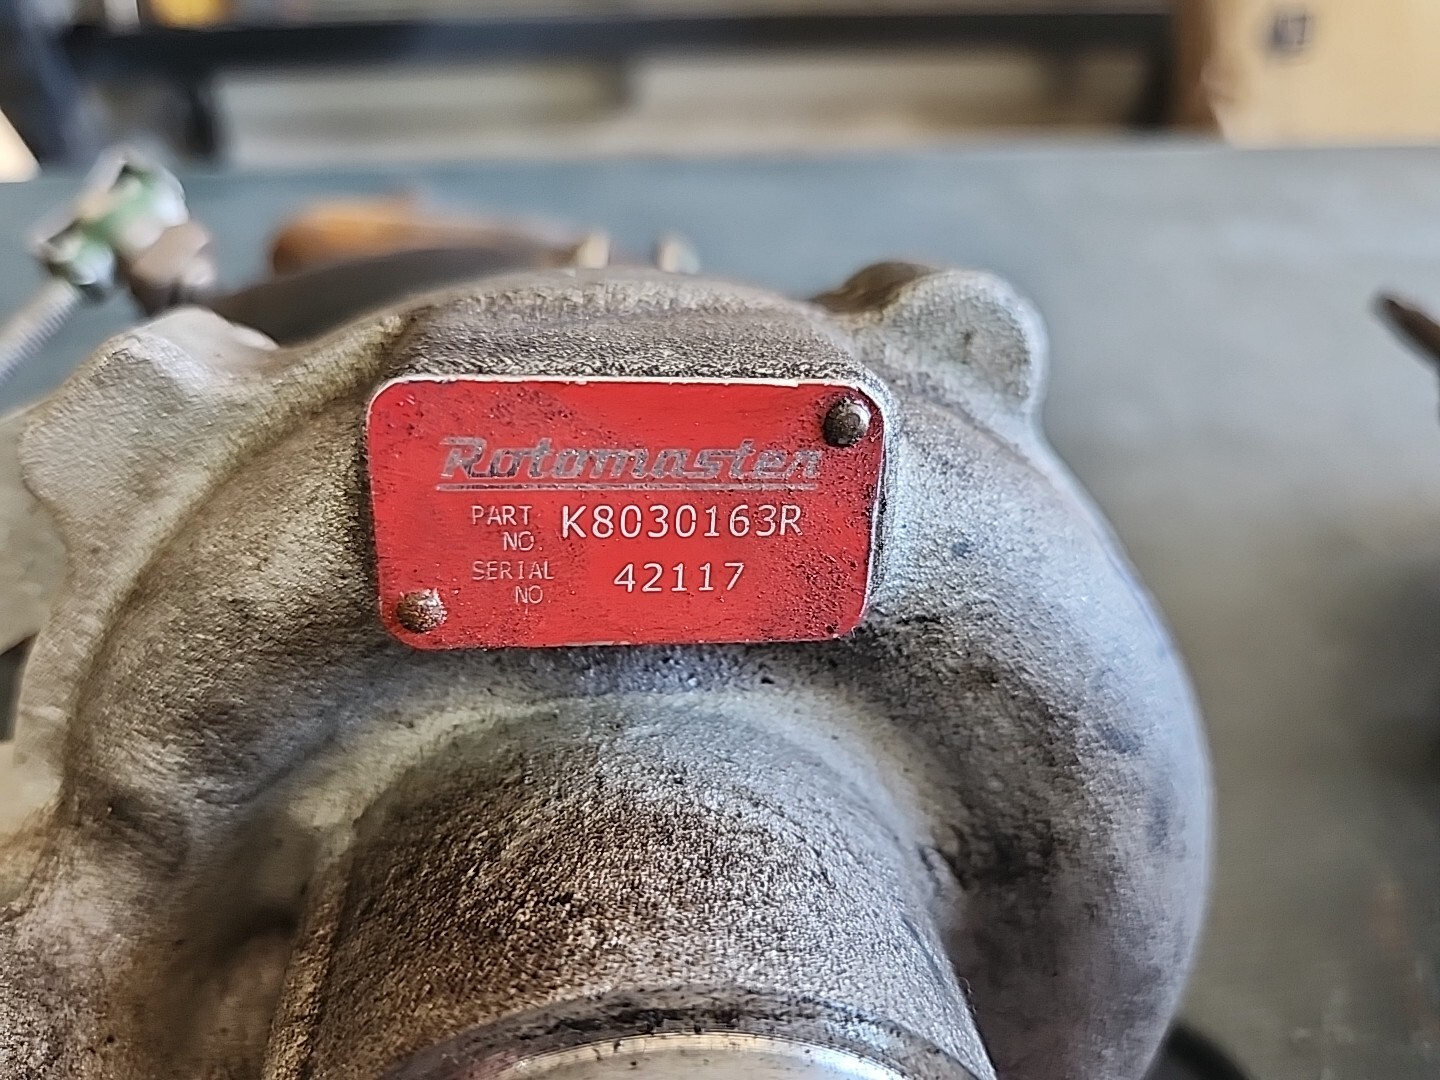 Rotomaster
PART NO. K8030163R
SERIAL NO 42117